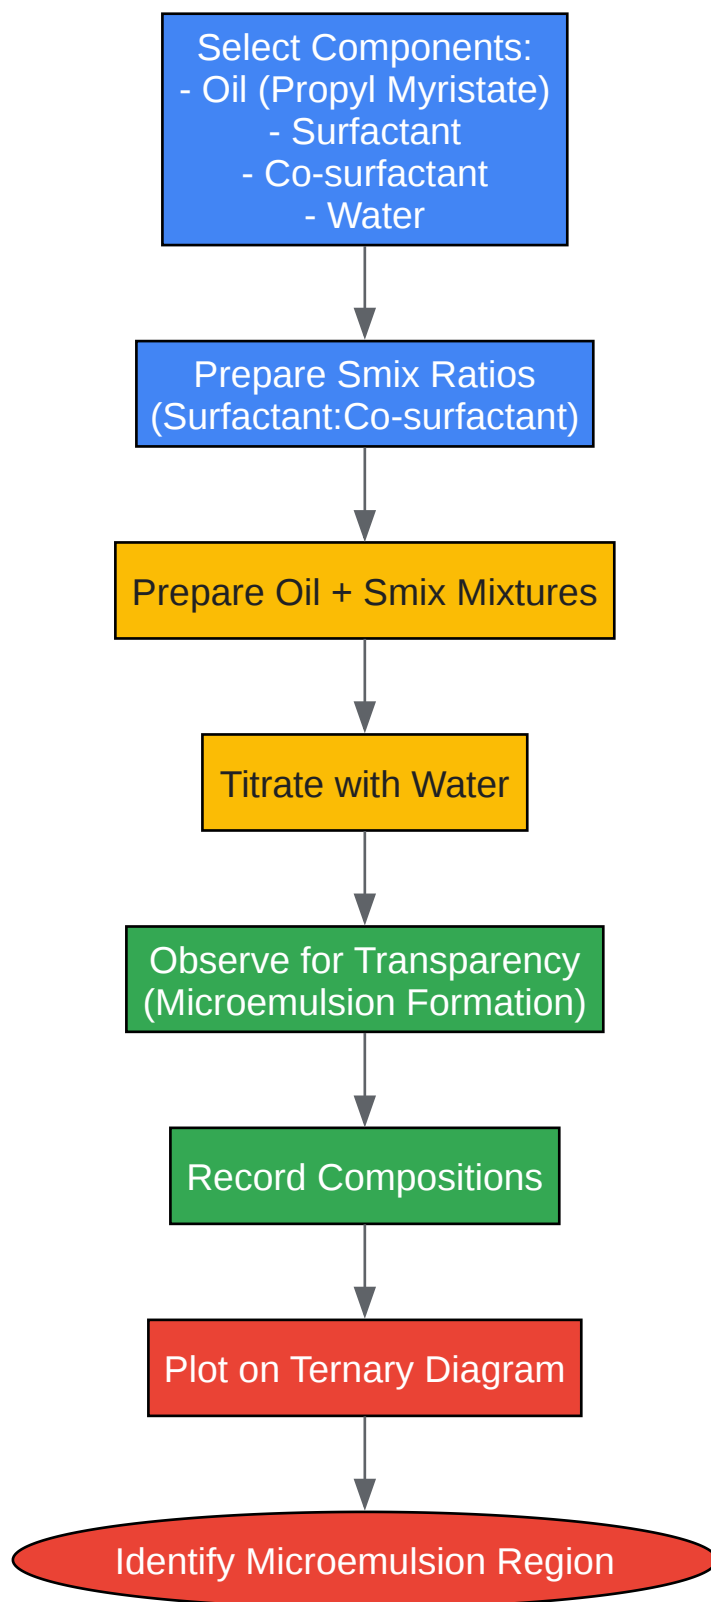 Select Components:
- Oil (Propyl Myristate)
- Surfactant
- Co-surfactant
- Water
Prepare Smix Ratios
(Surfactant:Co-surfactant)
Prepare Oil + Smix Mixtures
Titrate with Water
Observe for Transparency
(Microemulsion Formation)
Record Compositions
Plot on Ternary Diagram
Identify Microemulsion Region